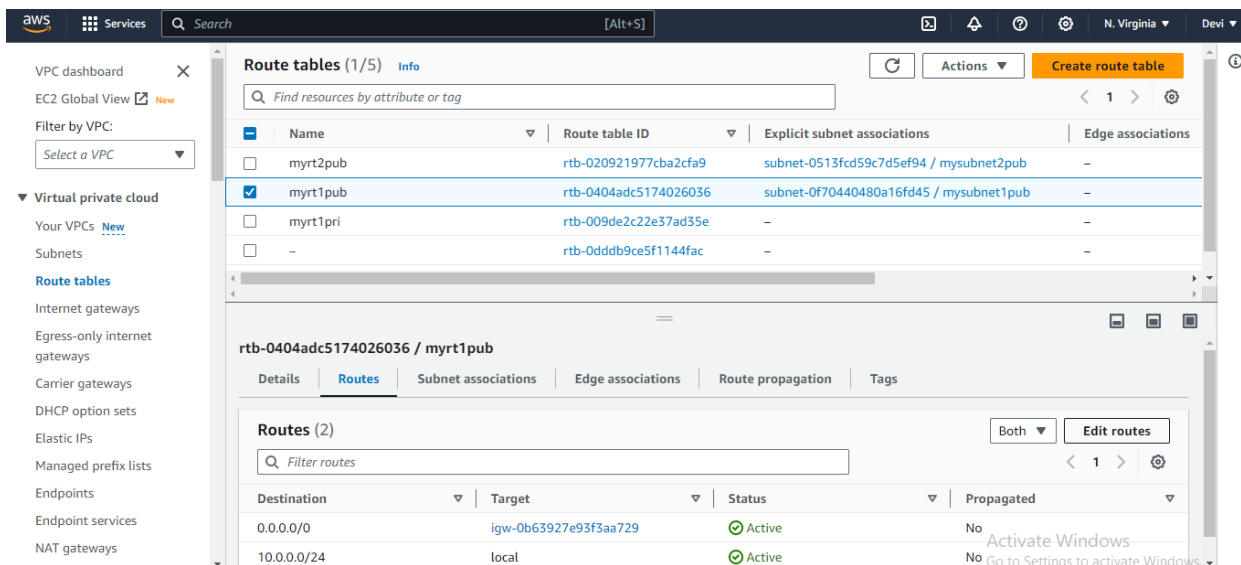 aws Services Search [Alt+S] N. Virginia Devi
VPC dashboard
EC2 Global View New
Filter by VPC:
Select a VPC
Virtual private cloud
Your VPCs New
Subnets
Route tables
Internet gateways
Egress-only internet
gateways
Carrier gateways
DHCP option sets
Elastic IPs
Managed prefix lists
Endpoints
Endpoint services
NAT gateways
Route tables (1/5) Info Actions Create route table
Find resources by attribute or tag 1
Name Route table ID Explicit subnet associations Edge associations
myrt2pub rtb-020921977cba2cfa9 subnet-0513fcd59c7d5ef94 / mysubnet2pub –
myrt1pub rtb-0404adc5174026036 subnet-0f70440480a16fd45 / mysubnet1pub –
myrt1pri rtb-009de2c22e37ad35e – –
– rtb-0dddb9ce5f1144fac – –
rtb-0404adc5174026036 / myrt1pub
Details Routes Subnet associations Edge associations Route propagation Tags
Routes (2) Both Edit routes
Filter routes 1
Destination Target Status Propagated
0.0.0.0/0 igw-0b63927e93f3aa729 Active No
10.0.0.0/24 local Active No
Activate Windows
Go to Settings to activate Windows.